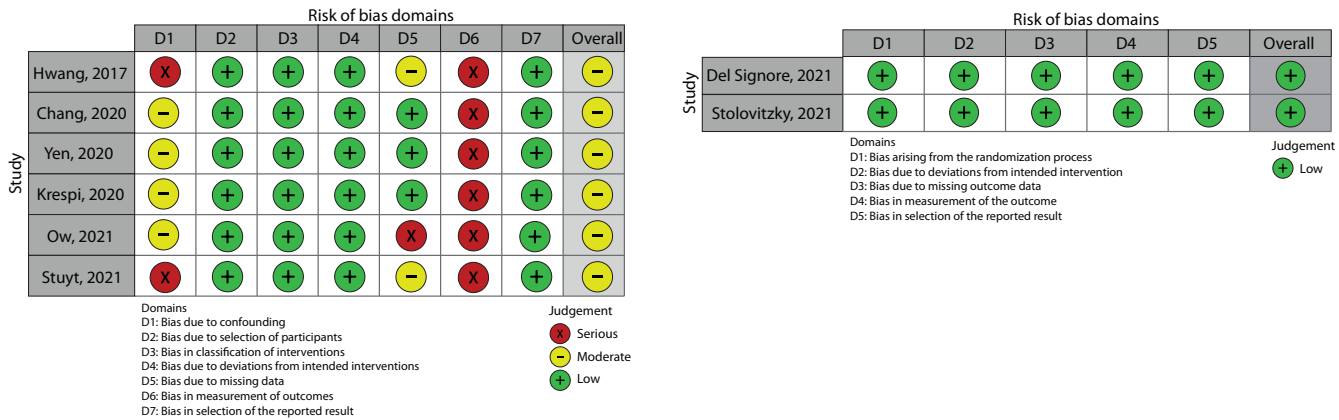 Risk of bias domains
D1 D2 D3 D4 D5 D6 D7 Overall
Study
Hwang, 2017 X + + + − X + −
Chang, 2020 − + + + + X + −
Yen, 2020 − + + + + X + −
Krespi, 2020 − + + + + X + −
Ow, 2021 − + + + X X + −
Stuyt, 2021 X + + + − X + −
Domains
D1: Bias due to confounding
D2: Bias due to selection of participants
D3: Bias in classification of interventions
D4: Bias due to deviations from intended interventions
D5: Bias due to missing data
D6: Bias in measurement of outcomes
D7: Bias in selection of the reported result
Judgement
X Serious
− Moderate
+ Low
Risk of bias domains
D1 D2 D3 D4 D5 Overall
Study
Del Signore, 2021 + + + + + +
Stolovitzky, 2021 + + + + + +
Domains
D1: Bias arising from the randomization process
D2: Bias due to deviations from intended intervention
D3: Bias due to missing outcome data
D4: Bias in measurement of the outcome
D5: Bias in selection of the reported result
Judgement
+ Low